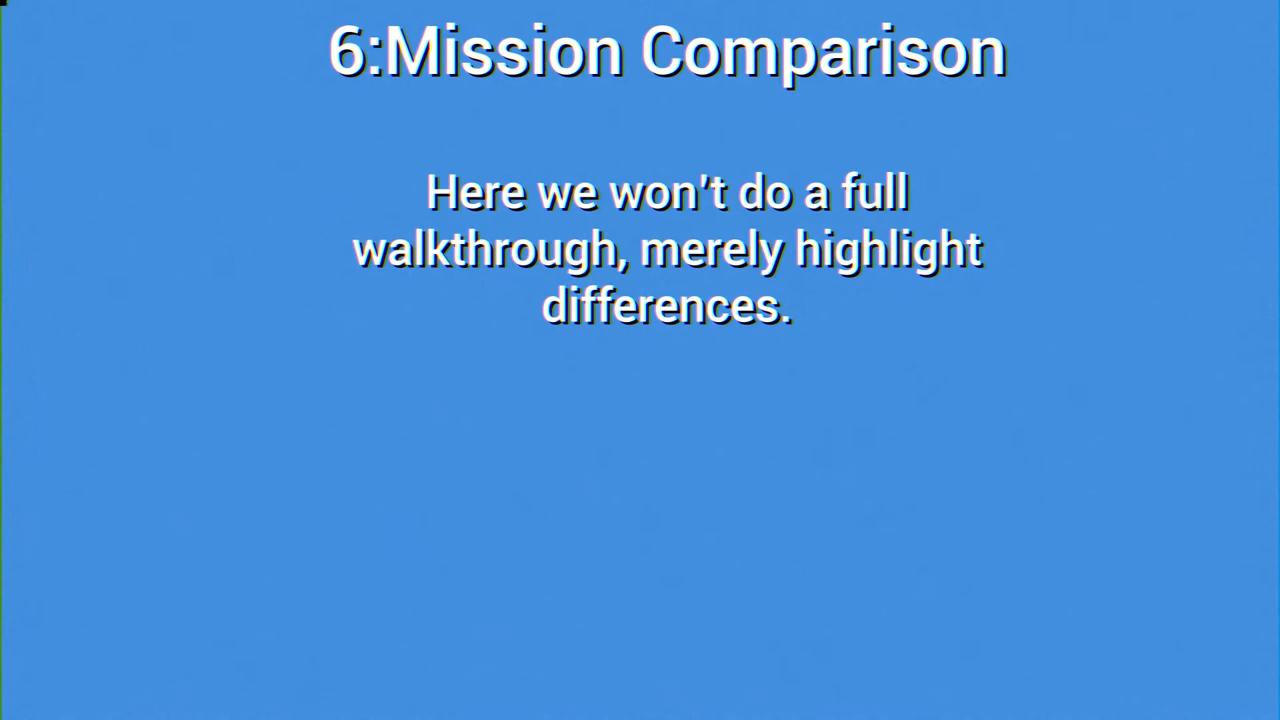 6:Mission Comparison
Here we won't do a full
walkthrough, merely highlight
differences.